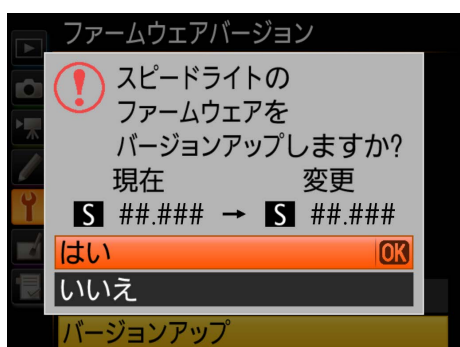 ファームウェアバージョン
スピードライトの
ファームウェアを
バージョンアップしますか?
現在 変更
S ##.### → S ##.###
はい OK
いいえ
バージョンアップ